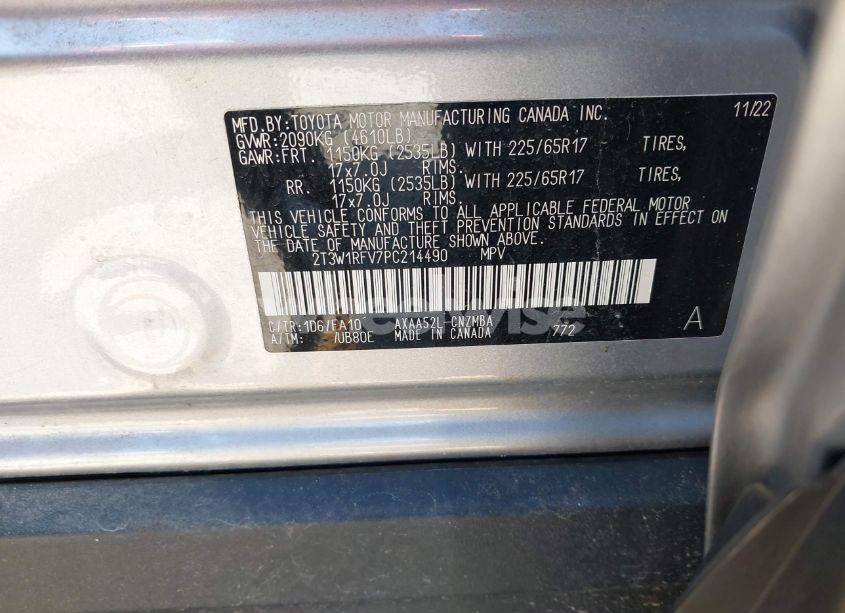 MFD.BY:TOYOTA MOTOR MANUFACTURING CANADA INC. 11/22
GVWR:2090KG (4610LB)
GAWR:FRT. 1150KG (2535LB) WITH 225/65R17 TIRES,
17x7.0J RIMS.
RR. 1150KG (2535LB) WITH 225/65R17 TIRES,
17x7.0J RIMS.
THIS VEHICLE CONFORMS TO ALL APPLICABLE FEDERAL MOTOR
VEHICLE SAFETY AND THEFT PREVENTION STANDARDS IN EFFECT ON
THE DATE OF MANUFACTURE SHOWN ABOVE.
2T3W1RFV7PC214490 MPV
C/TR:1D6/FA10 AXAA52L-CNZMBA A
A/TM: /UB80E MADE IN CANADA 772